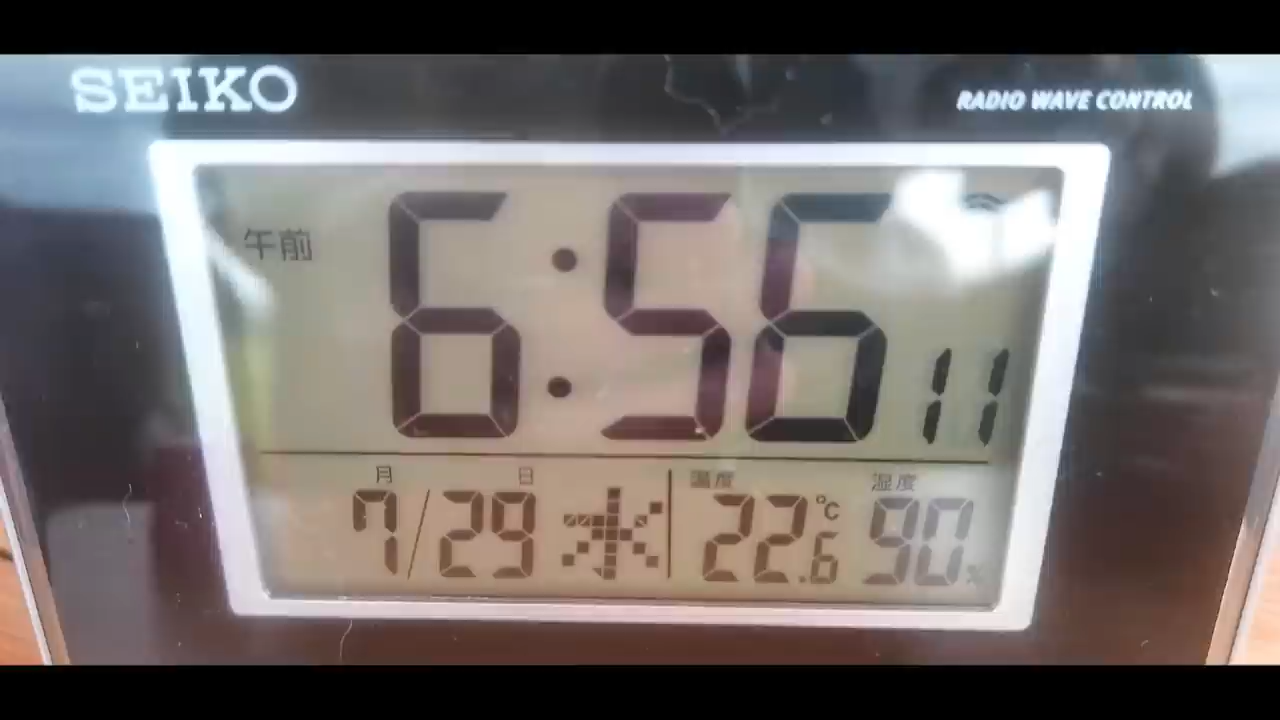 SEIKO
RADIO WAVE CONTROL
午前 6:56 11
月 日 温度 湿度
7/29 水 22.6 ℃ 90 %